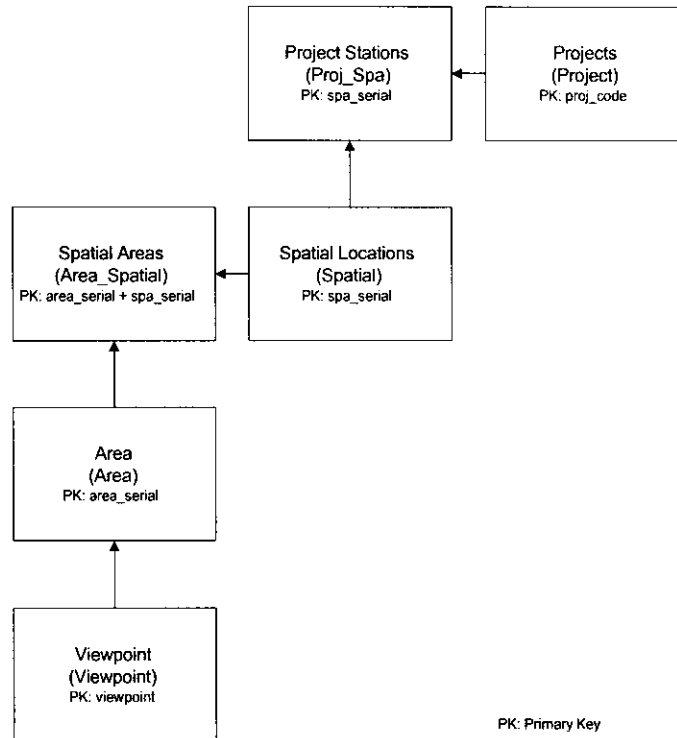 Project Stations
(Proj_Spa)
PK: spa_serial
Projects
(Project)
PK: proj_code
Spatial Areas
(Area_Spatial)
PK: area_serial + spa_serial
Spatial Locations
(Spatial)
PK: spa_serial
Area
(Area)
PK: area_serial
Viewpoint
(Viewpoint)
PK: viewpoint
PK: Primary Key